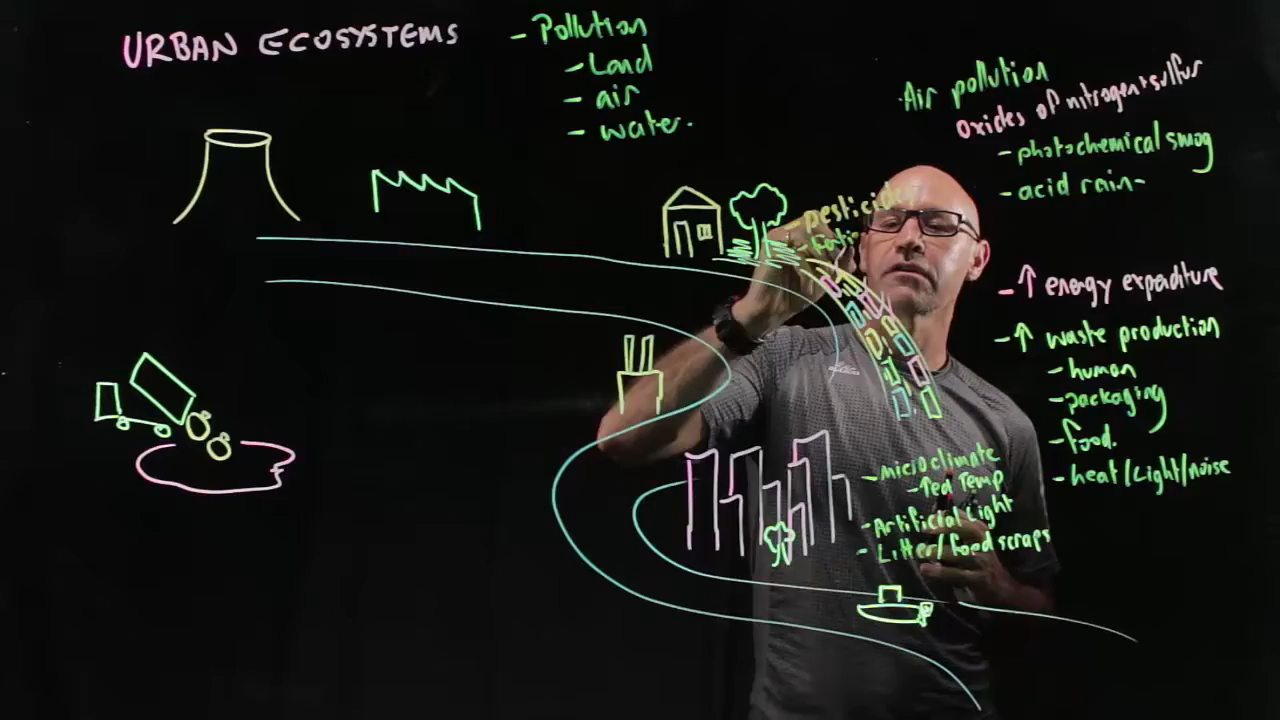 URBAN ECOSYSTEMS
- Pollution
- Land
- air
- water.
Air pollution
oxides of nitrogen + sulfur
- photochemical smog
- acid rain -
- pesticid
- ↑ energy expenditure
- ↑ waste production
- human
- packaging
- food.
- heat/Light/noise
- microclimate
- ↑ed Temp
- Artificial Light
- Litter/food scraps